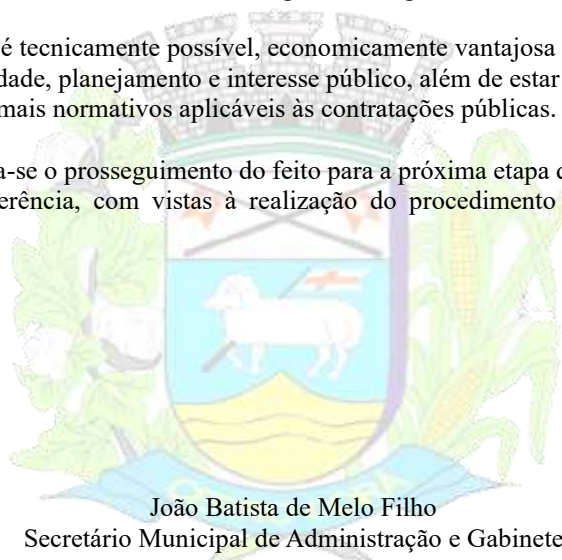 é tecnicamente possível, economicamente vantajosa
dade, planejamento e interesse público, além de estar
mais normativos aplicáveis às contratações públicas.
a-se o prosseguimento do feito para a próxima etapa
erência, com vistas à realização do procedimento
João Batista de Melo Filho
Secretário Municipal de Administração e Gabinete